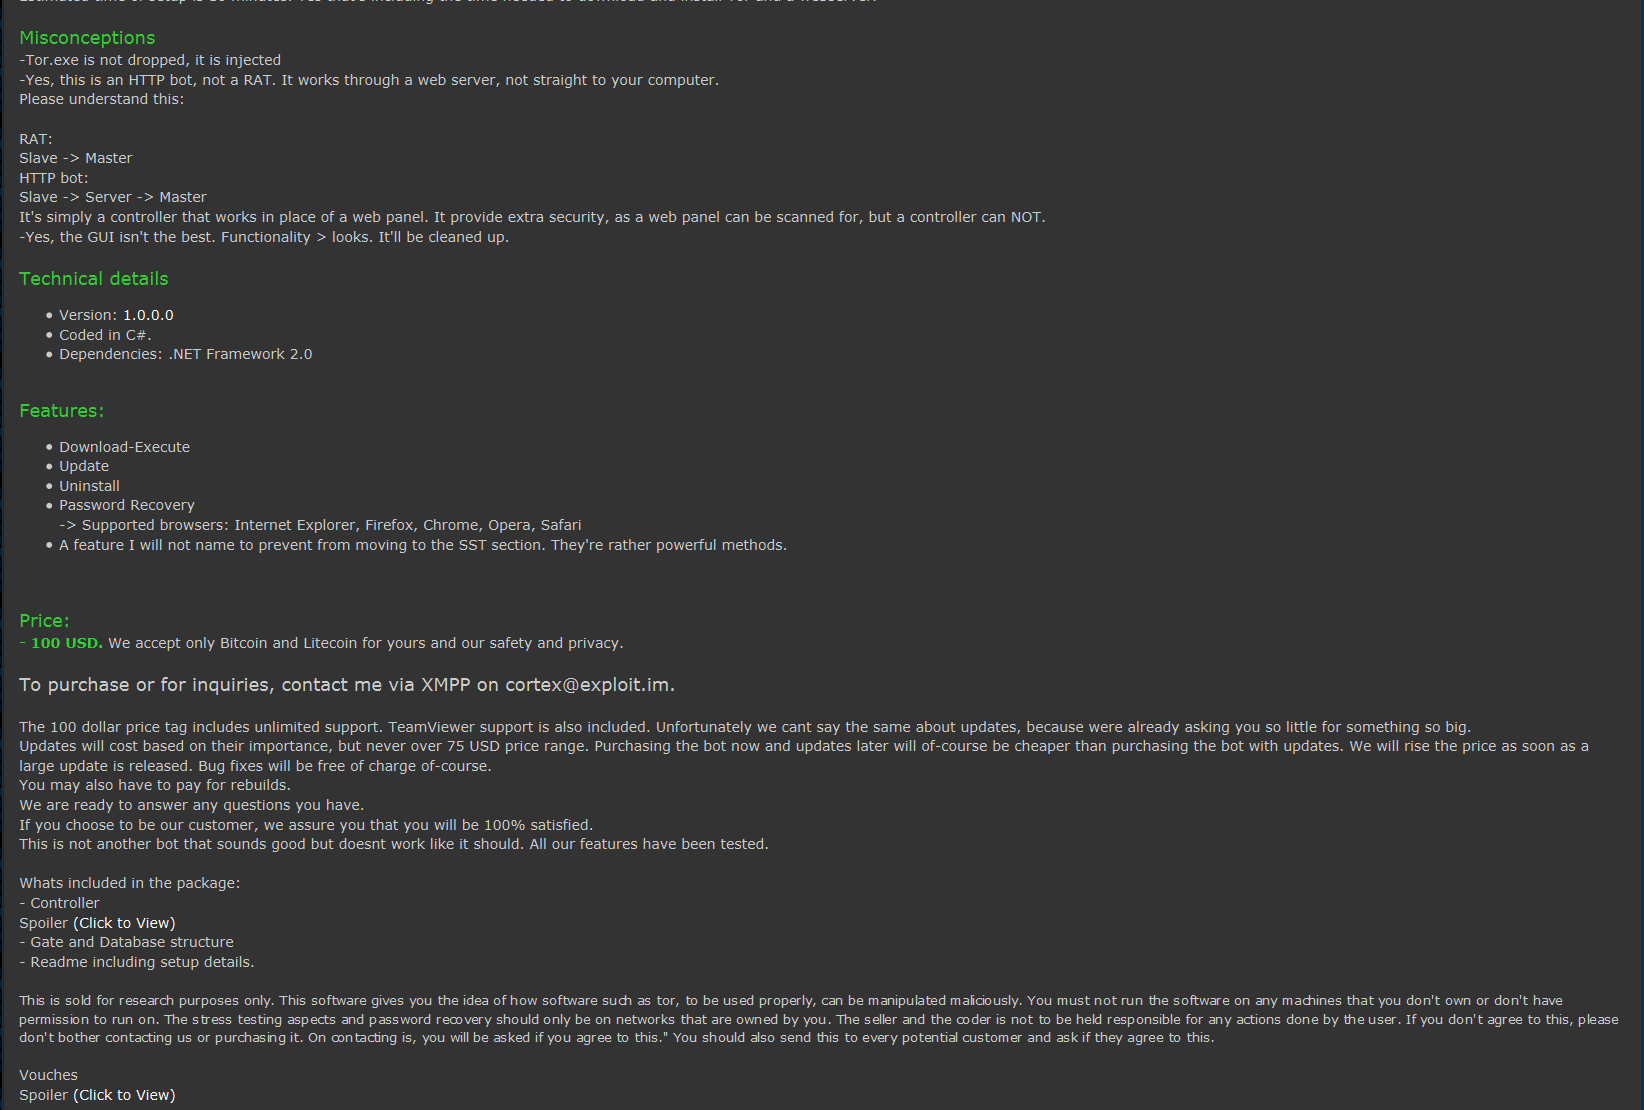 Estimated time of setup is 30 minutes. Yes that's including the time needed to download and install Tor and a webserver.
Misconceptions
-Tor.exe is not dropped, it is injected
-Yes, this is an HTTP bot, not a RAT. It works through a web server, not straight to your computer.
Please understand this:
RAT:
Slave -> Master
HTTP bot:
Slave -> Server -> Master
It's simply a controller that works in place of a web panel. It provide extra security, as a web panel can be scanned for, but a controller can NOT.
-Yes, the GUI isn't the best. Functionality > looks. It'll be cleaned up.
Technical details
• Version: 1.0.0.0
• Coded in C#.
• Dependencies: .NET Framework 2.0
Features:
• Download-Execute
• Update
• Uninstall
• Password Recovery
-> Supported browsers: Internet Explorer, Firefox, Chrome, Opera, Safari
• A feature I will not name to prevent from moving to the SST section. They're rather powerful methods.
Price:
- 100 USD. We accept only Bitcoin and Litecoin for yours and our safety and privacy.
To purchase or for inquiries, contact me via XMPP on cortex@exploit.im.
The 100 dollar price tag includes unlimited support. TeamViewer support is also included. Unfortunately we cant say the same about updates, because were already asking you so little for something so big.
Updates will cost based on their importance, but never over 75 USD price range. Purchasing the bot now and updates later will of-course be cheaper than purchasing the bot with updates. We will rise the price as soon as a
large update is released. Bug fixes will be free of charge of-course.
You may also have to pay for rebuilds.
We are ready to answer any questions you have.
If you choose to be our customer, we assure you that you will be 100% satisfied.
This is not another bot that sounds good but doesnt work like it should. All our features have been tested.
Whats included in the package:
- Controller
Spoiler (Click to View)
- Gate and Database structure
- Readme including setup details.
This is sold for research purposes only. This software gives you the idea of how software such as tor, to be used properly, can be manipulated maliciously. You must not run the software on any machines that you don't own or don't have
permission to run on. The stress testing aspects and password recovery should only be on networks that are owned by you. The seller and the coder is not to be held responsible for any actions done by the user. If you don't agree to this, please
don't bother contacting us or purchasing it. On contacting is, you will be asked if you agree to this." You should also send this to every potential customer and ask if they agree to this.
Vouches
Spoiler (Click to View)